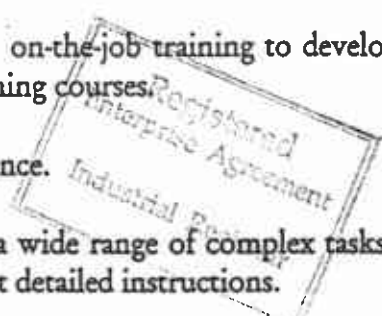 on-the-job training to develo
ning courses.
Registered
Enterprise Agreement
nce.
Industrial
a wide range of complex tasks
t detailed instructions.